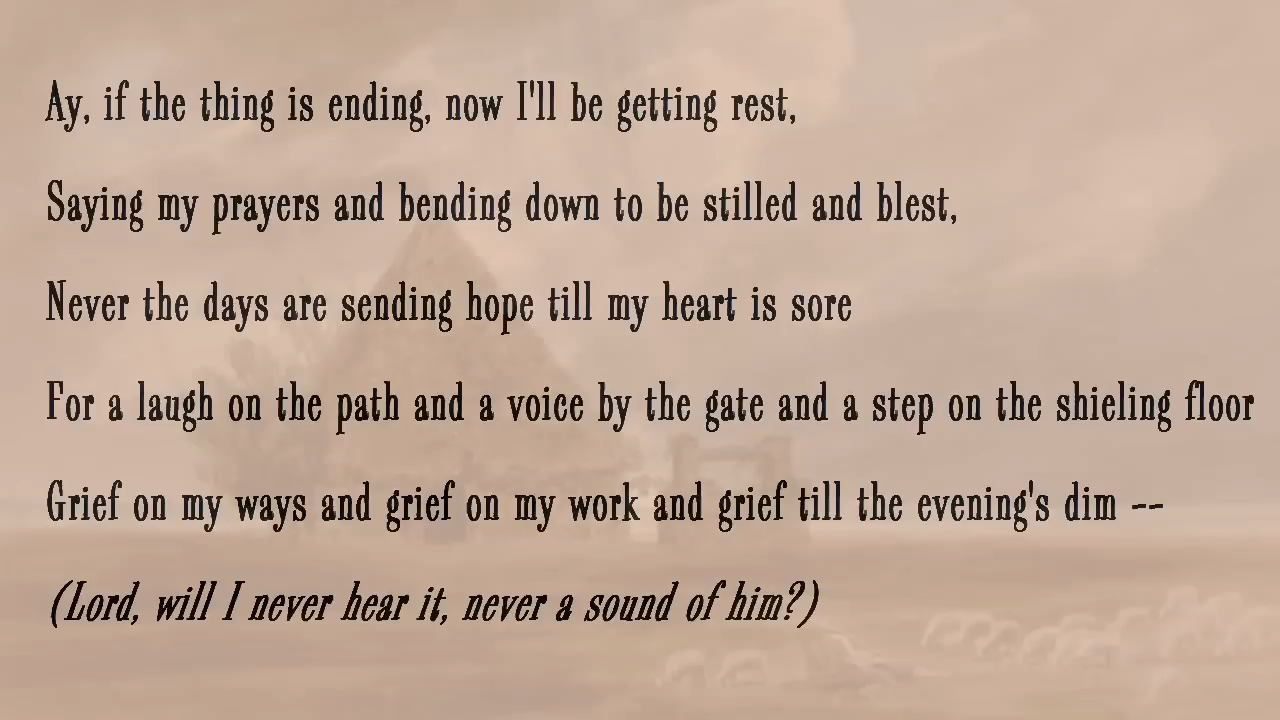 Ay, if the thing is ending, now I'll be getting rest,
Saying my prayers and bending down to be stilled and blest,
Never the days are sending hope till my heart is sore
For a laugh on the path and a voice by the gate and a step on the shieling floor
Grief on my ways and grief on my work and grief till the evening's dim --
(Lord, will I never hear it, never a sound of him?)